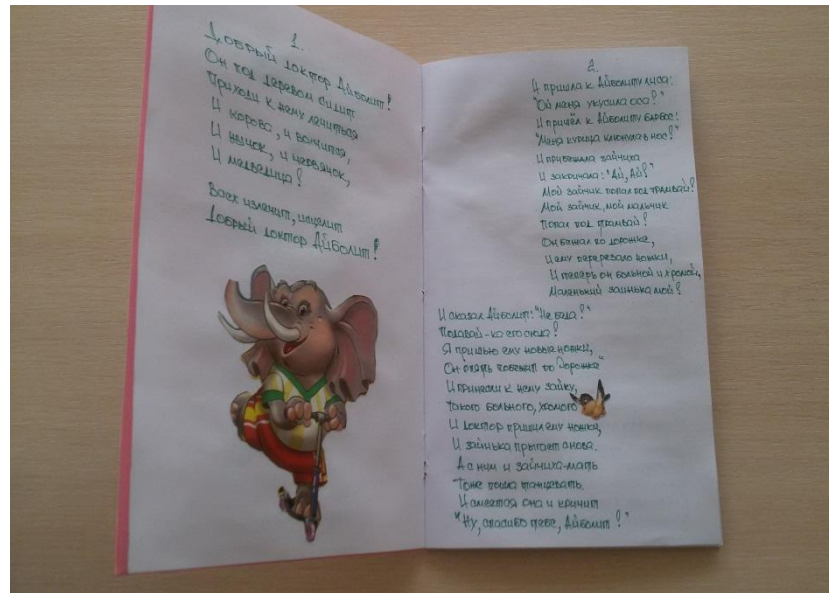 1.
Добрый доктор Айболит!
Он под деревом сидит
Приходи к нему лечиться
И корова, и волчица,
И жучок, и червячок,
И медведица!
Всех излечит, исцелит
Добрый доктор Айболит!
2.
И пришла к Айболиту лиса:
"Ой меня укусила оса!"
И пришёл к Айболиту барбос:
"Меня курица клюнула в нос!"
И прибежала зайчиха
И закричала: "Ай, Ай!"
Мой зайчик попал под трамвай!
Мой зайчик, мой мальчик
Попал под трамвай!
Он бежал по дорожке,
И ему перерезало ножки,
И теперь он больной и хромой,
Маленький заинька мой!
И сказал Айболит: "Не беда!"
Подавай-ка его сюда!
Я пришью ему новые ножки,
Он опять побежит по дорожке"
И принесли к нему зайку,
Такого больного, хромого
И доктор пришил ему ножки,
И заинька прыгает снова.
А с ним и зайчиха-мать
Тоже пошла танцевать.
И смеётся она и кричит
"Ну, спасибо тебе, Айболит!"